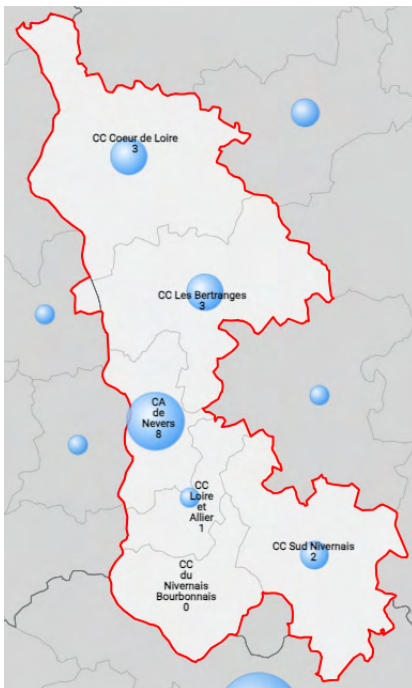 CC Coeur de Loire
3
CC Les Bertranges
3
CA
de
Nevers
8
CC
Loire
et
Allier
1
CC Sud Nivernais
2
CC
du
Nivernais
Bourbonnais
0